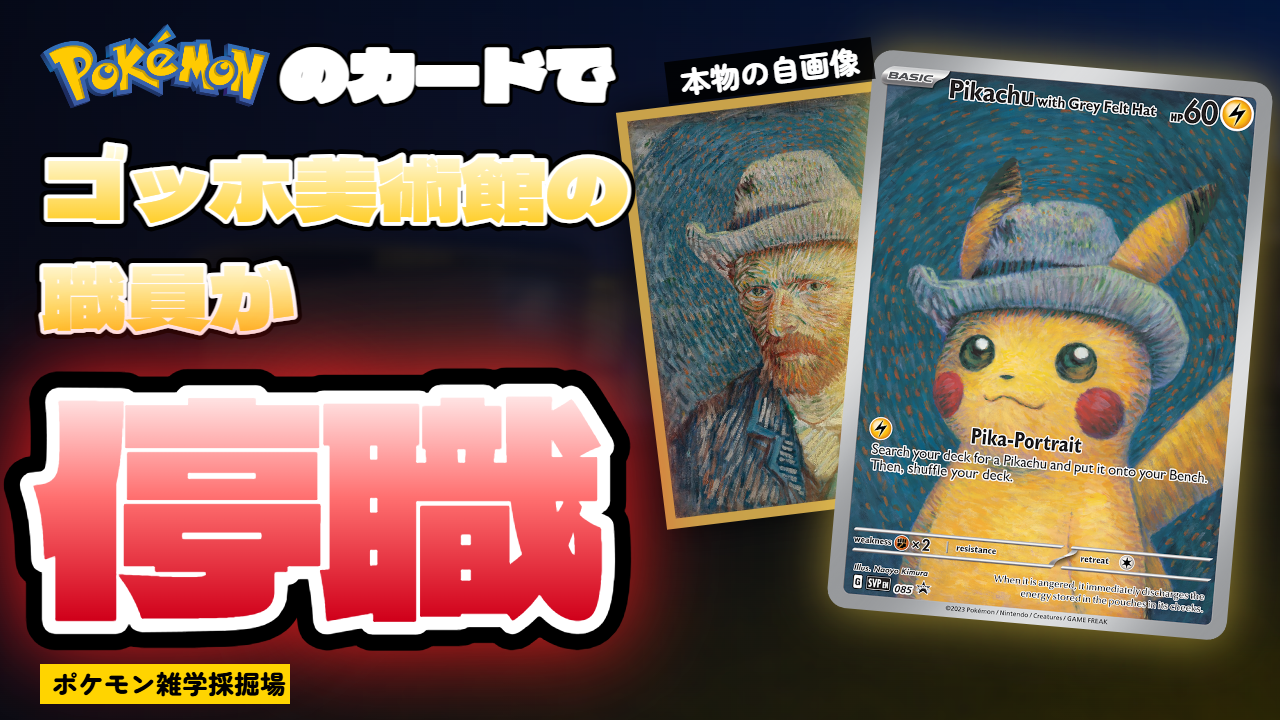 POKéMON のカードで
ゴッホ美術館の
職員が
停職
ポケモン雑学採掘場
本物の自画像
BASIC
Pikachu with Grey Felt Hat HP 60
Pika-Portrait
Search your deck for a Pikachu and put it onto your Bench.
Then, shuffle your deck.
weakness ×2 resistance retreat
Illus. Naoyo Kimura
G SVP EN 085
When it is angered, it immediately discharges the
energy stored in the pouches in its cheeks.
©2023 Pokémon / Nintendo / Creatures / GAME FREAK